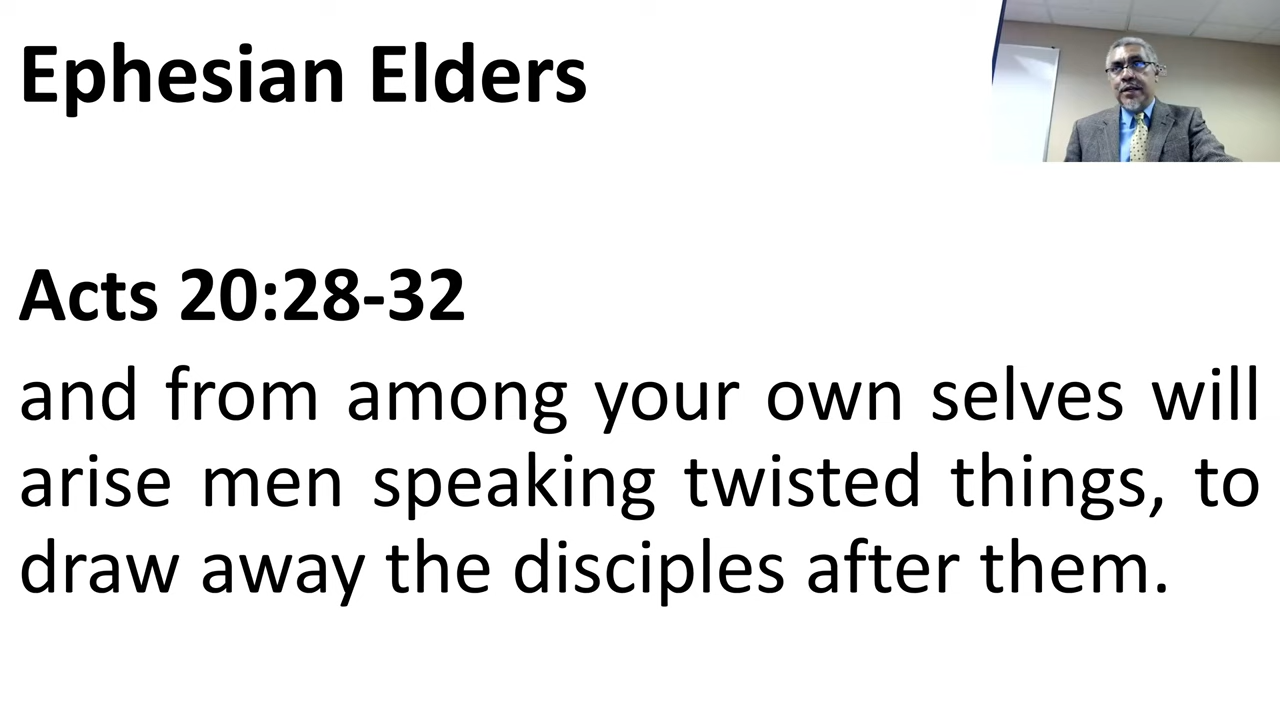 Ephesian Elders
Acts 20:28-32
and from among your own selves will
arise men speaking twisted things, to
draw away the disciples after them.